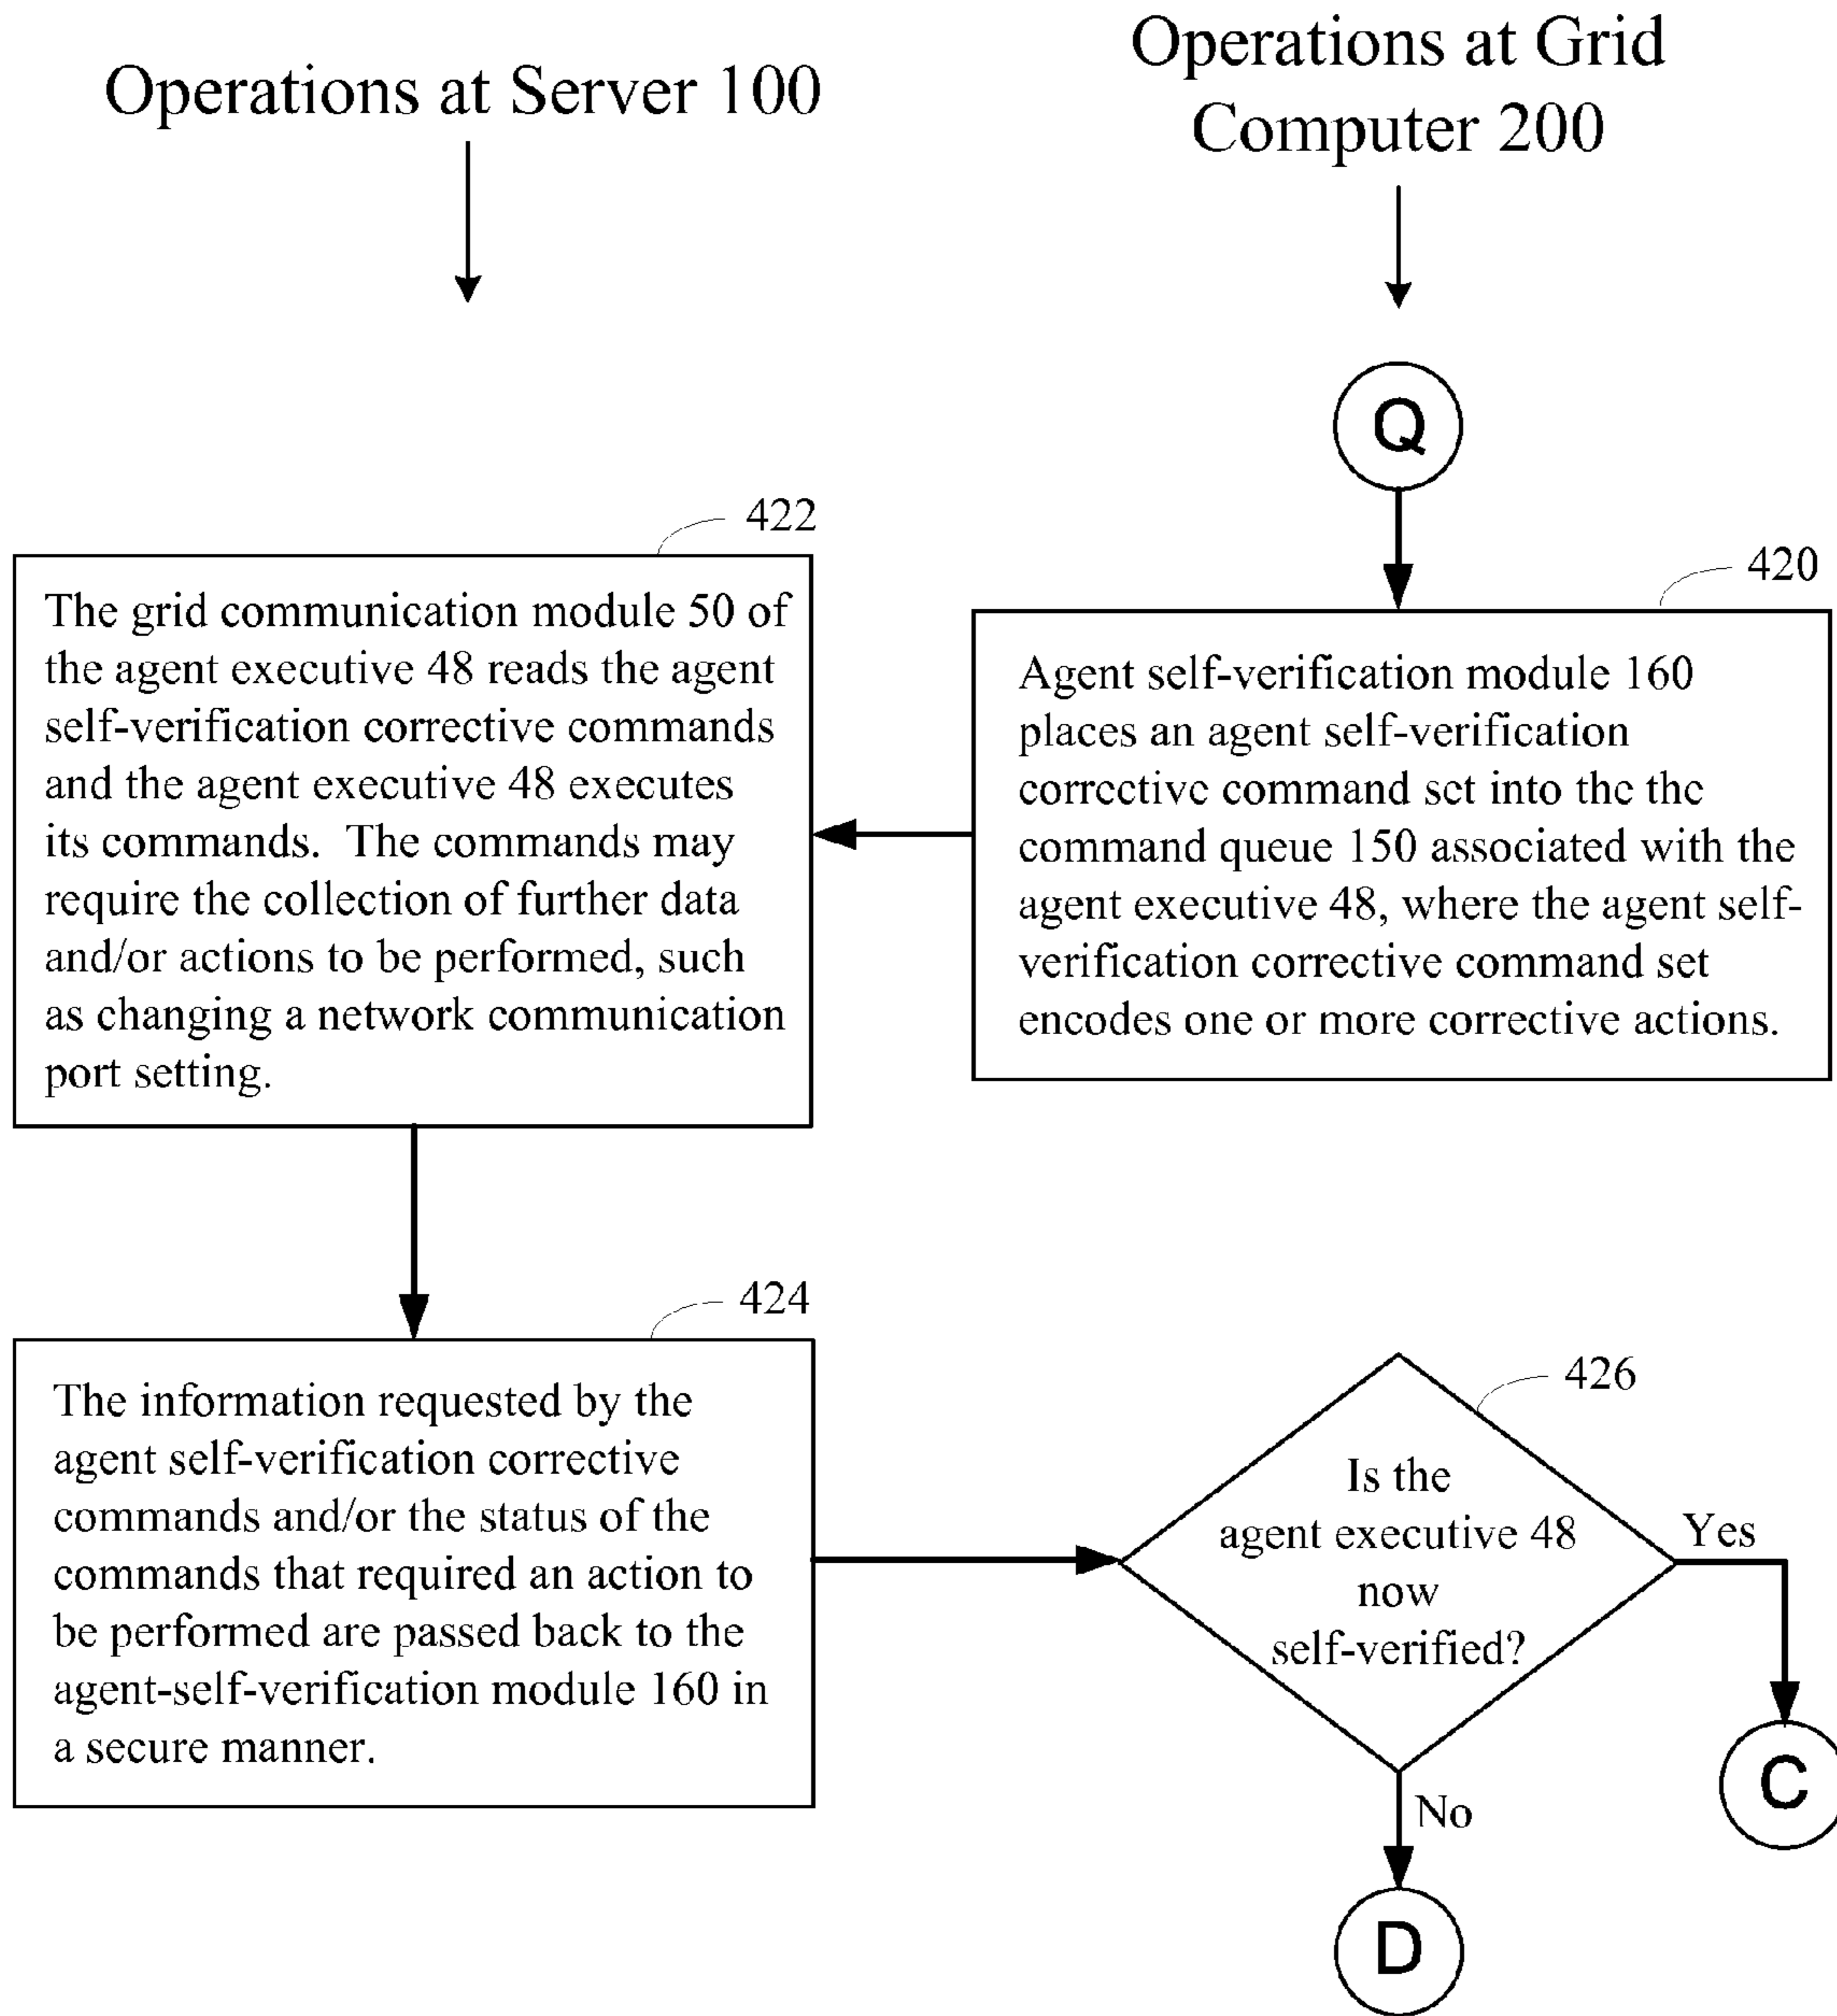 Operations at Server 100
Operations at Grid
Computer 200
Q
422
The grid communication module 50 of
the agent executive 48 reads the agent
self-verification corrective commands
and the agent executive 48 executes
its commands.  The commands may
require the collection of further data
and/or actions to be performed, such
as changing a network communication
port setting.
420
Agent self-verification module 160
places an agent self-verification
corrective command set into the the
command queue 150 associated with the
agent executive 48, where the agent self-
verification corrective command set
encodes one or more corrective actions.
424
The information requested by the
agent self-verification corrective
commands and/or the status of the
commands that required an action to
be performed are passed back to the
agent-self-verification module 160 in
a secure manner.
426
Is the
agent executive 48
now
self-verified?
Yes
C
No
D